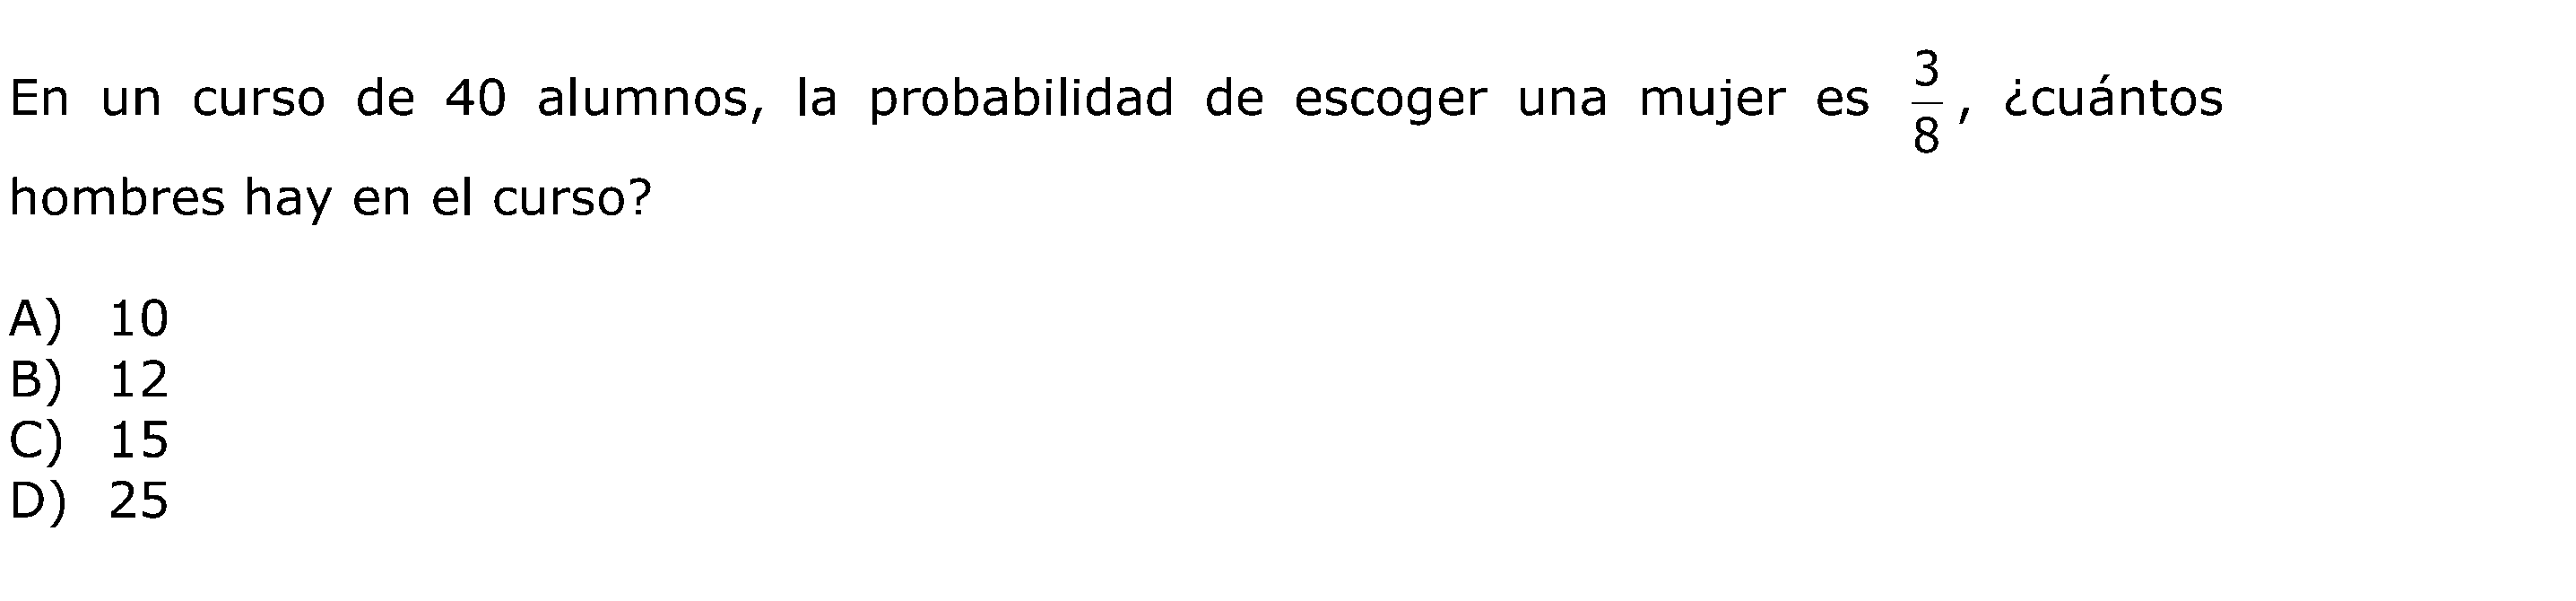 En un curso de 40 alumnos, la probabilidad de escoger una mujer es 3/8, ¿cuántos
hombres hay en el curso?
A) 10
B) 12
C) 15
D) 25